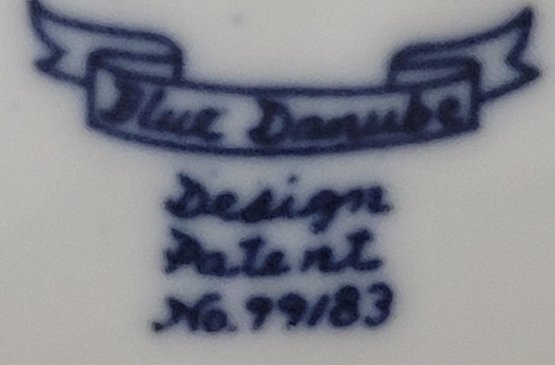 Blue Danube
Design
Patent
No. 99183